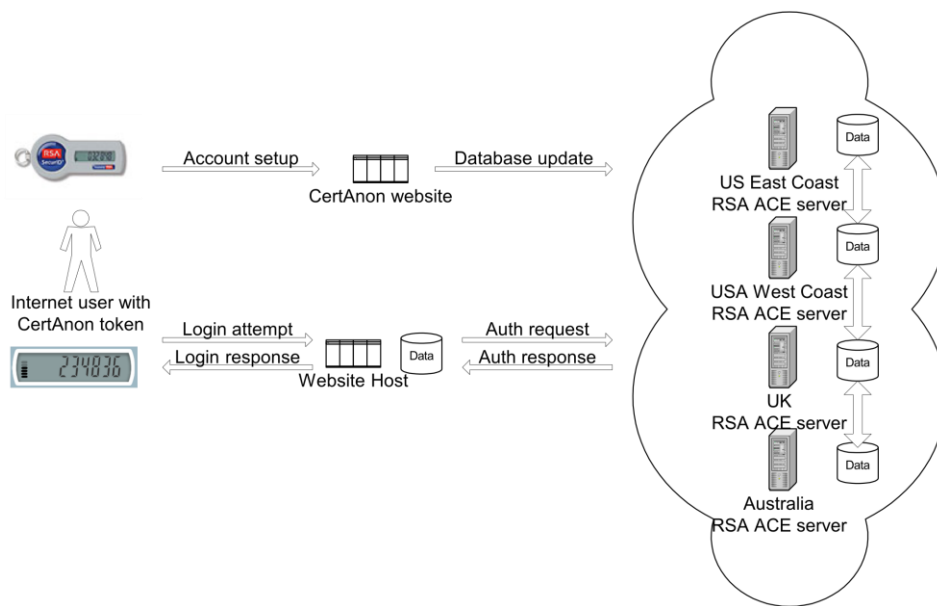 RSA
SecurID
Account setup
CertAnon website
Database update
Data
US East Coast
RSA ACE server
Data
USA West Coast
RSA ACE server
Internet user with
CertAnon token
Login attempt
Login response
234836
Website Host
Data
Auth request
Auth response
Data
UK
RSA ACE server
Data
Australia
RSA ACE server